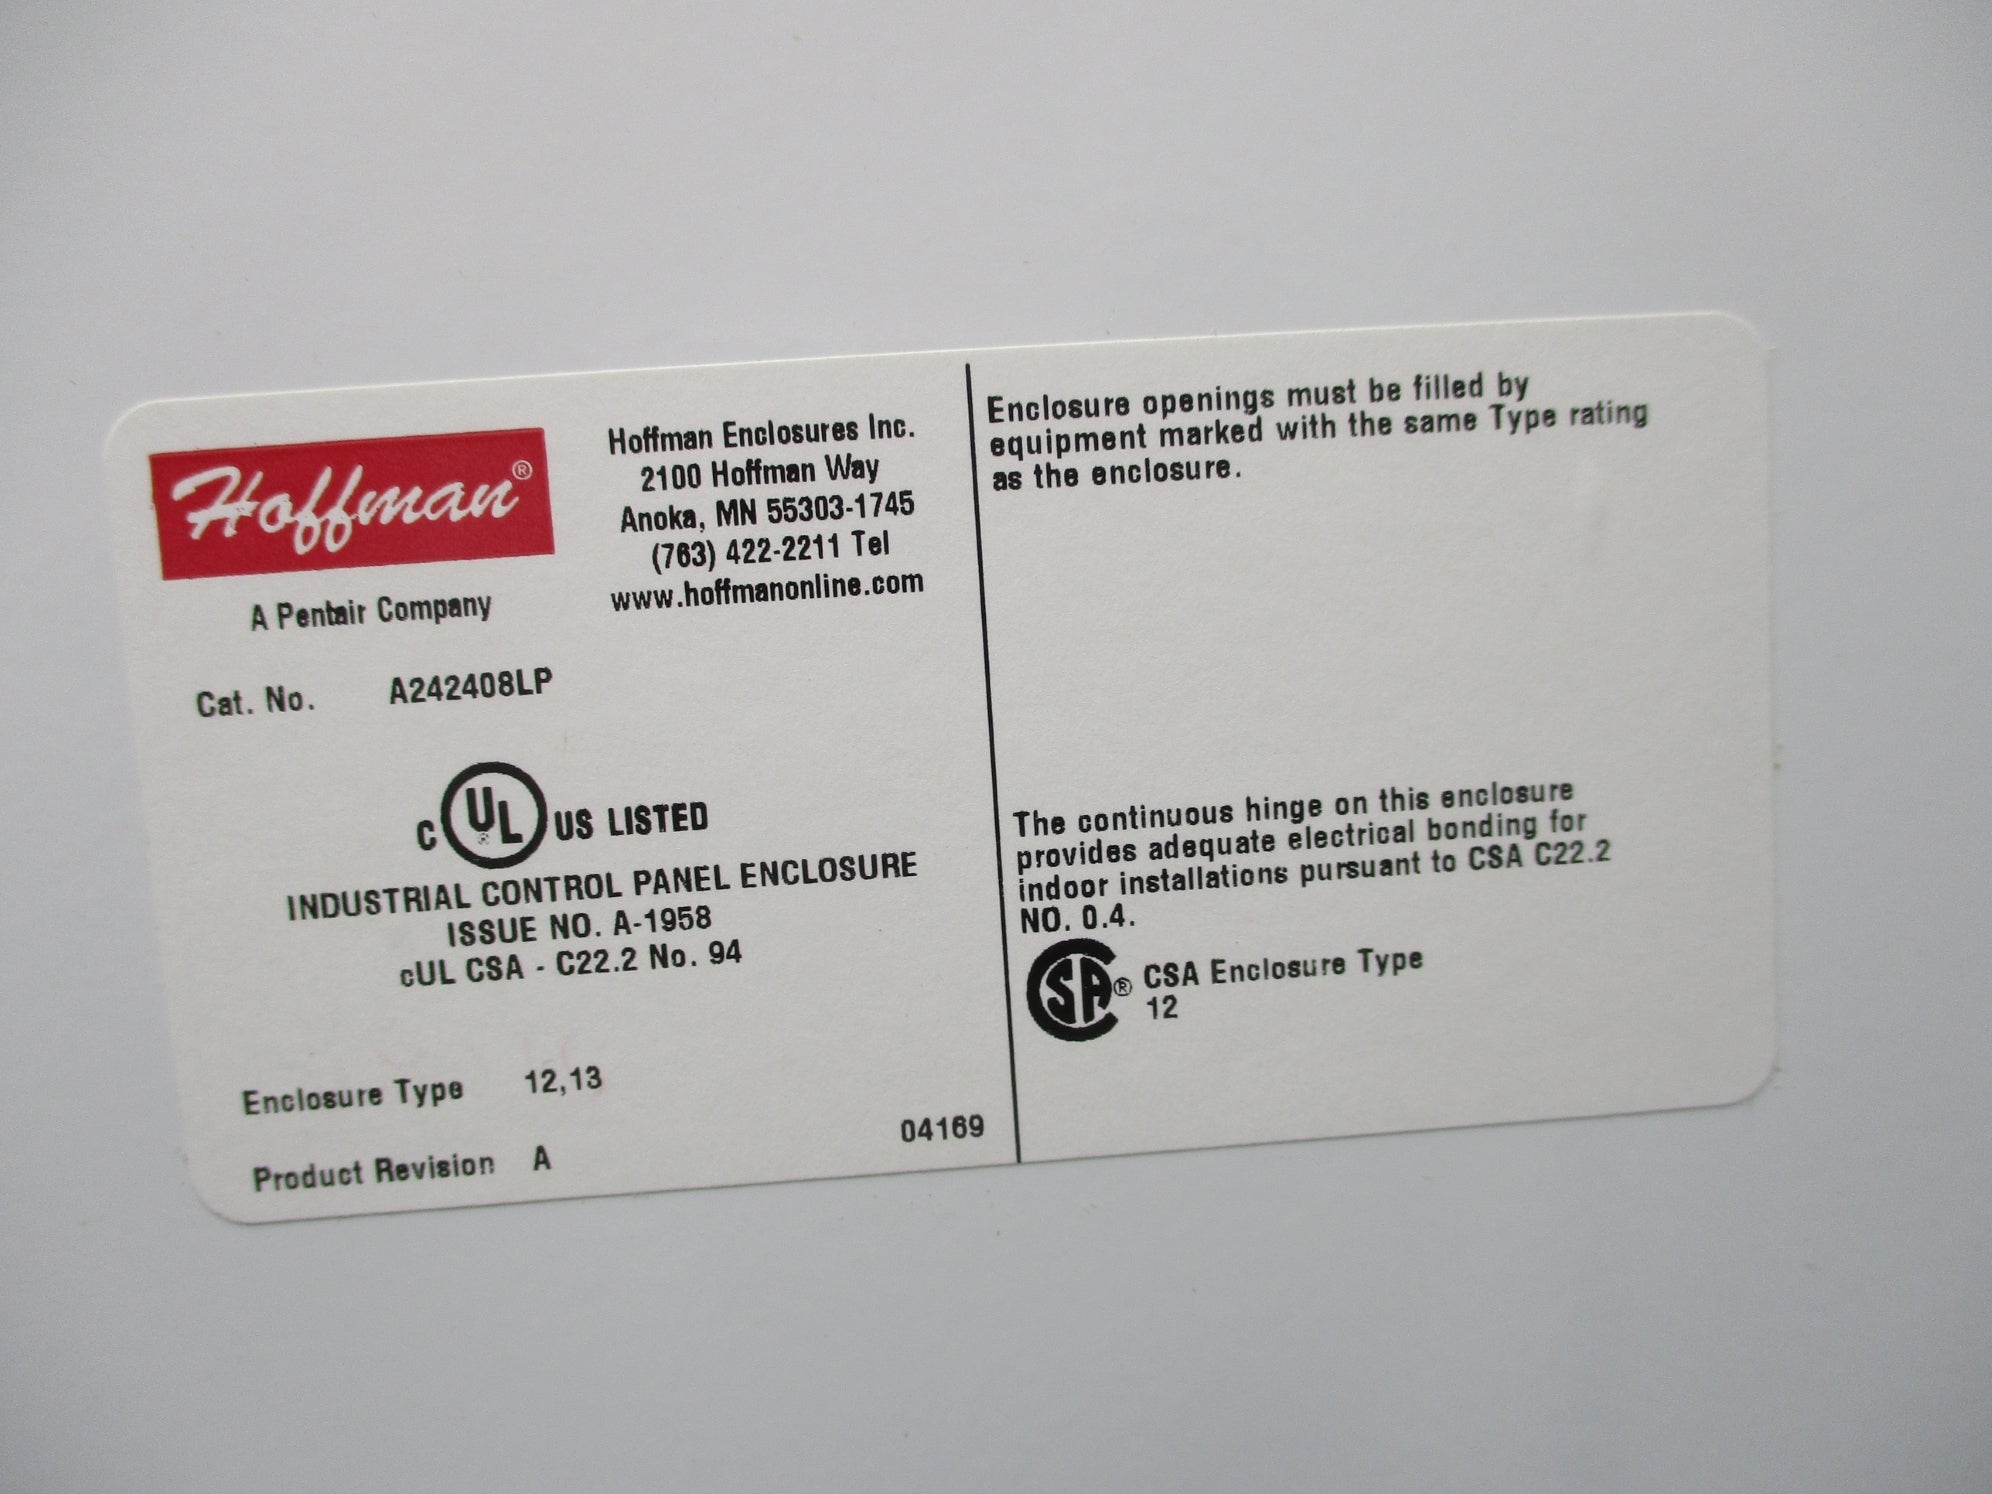 Hoffman®
A Pentair Company
Hoffman Enclosures Inc.
2100 Hoffman Way
Anoka, MN 55303-1745
(763) 422-2211 Tel
www.hoffmanonline.com
Cat. No. A242408LP
c UL® US LISTED
INDUSTRIAL CONTROL PANEL ENCLOSURE
ISSUE NO. A-1958
cUL CSA - C22.2 No. 94
Enclosure Type 12,13
Product Revision A
04169
Enclosure openings must be filled by
equipment marked with the same Type rating
as the enclosure.
The continuous hinge on this enclosure
provides adequate electrical bonding for
indoor installations pursuant to CSA C22.2
NO. 0.4.
CSA® CSA Enclosure Type
12